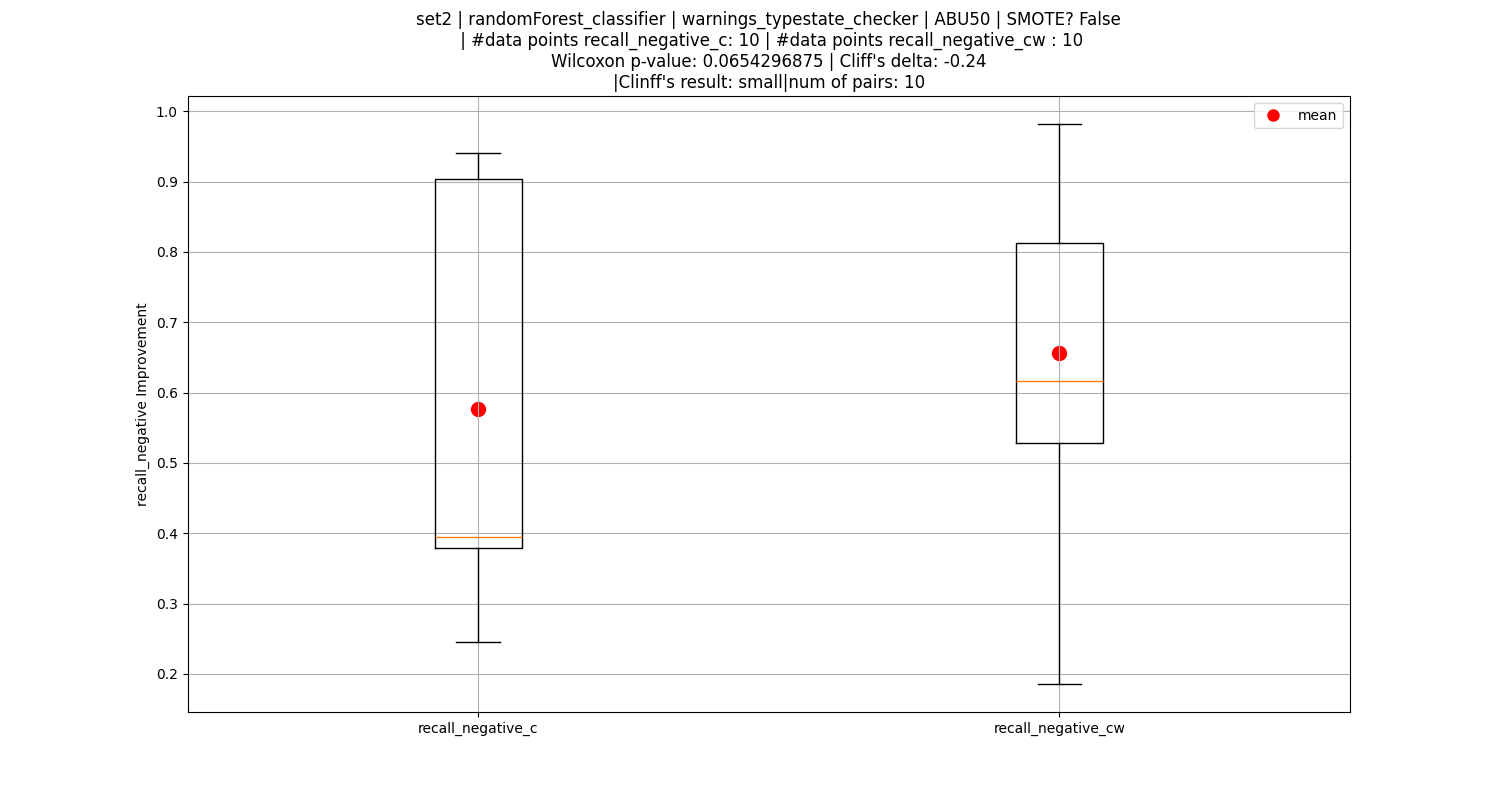 set2 | randomForest_classifier | warnings_typestate_checker | ABU50 | SMOTE? False
| #data points recall_negative_c: 10 | #data points recall_negative_cw : 10
Wilcoxon p-value: 0.0654296875 | Cliff's delta: -0.24
|Clinff's result: small|num of pairs: 10
mean
1.0
0.9
0.8
0.7
0.6
0.5
0.4
0.3
0.2
recall_negative Improvement
recall_negative_c
recall_negative_cw